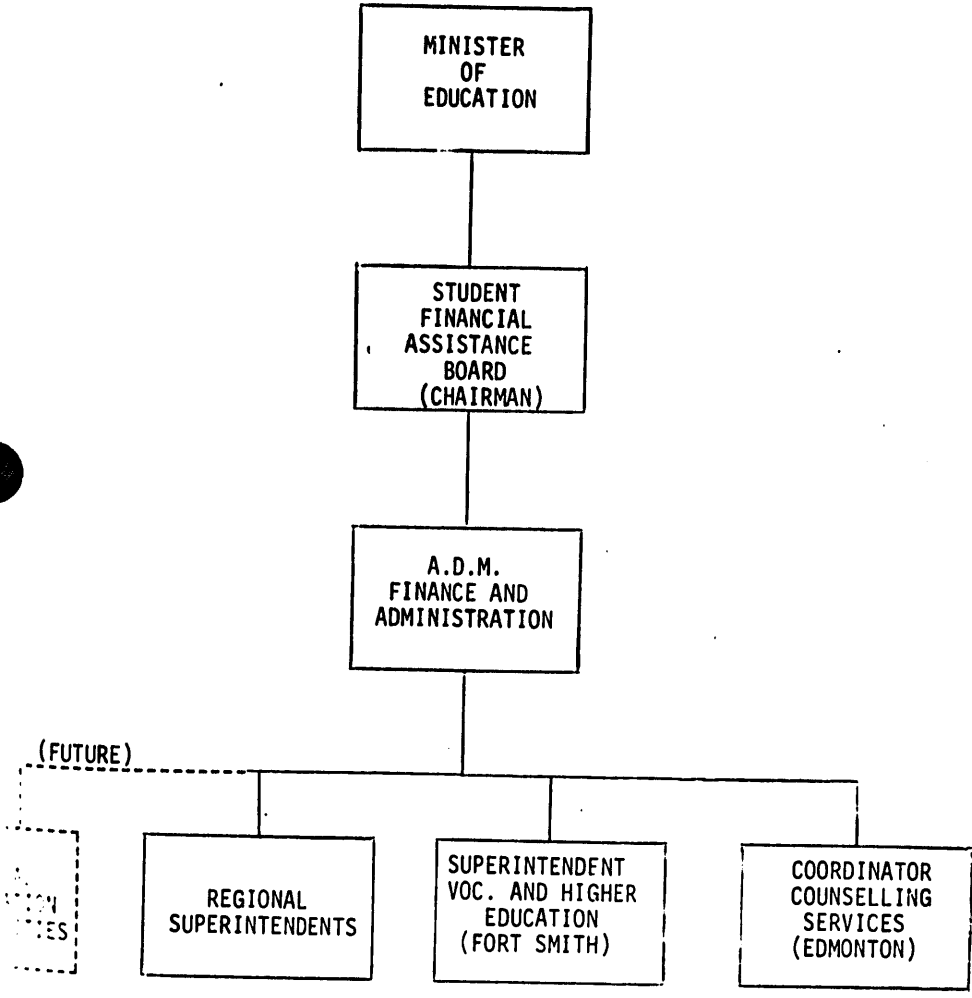 MINISTER
OF
EDUCATION
STUDENT
FINANCIAL
ASSISTANCE
BOARD
(CHAIRMAN)
A.D.M.
FINANCE AND
ADMINISTRATION
(FUTURE)
REGIONAL
SUPERINTENDENTS
SUPERINTENDENT
VOC. AND HIGHER
EDUCATION
(FORT SMITH)
COORDINATOR
COUNSELLING
SERVICES
(EDMONTON)